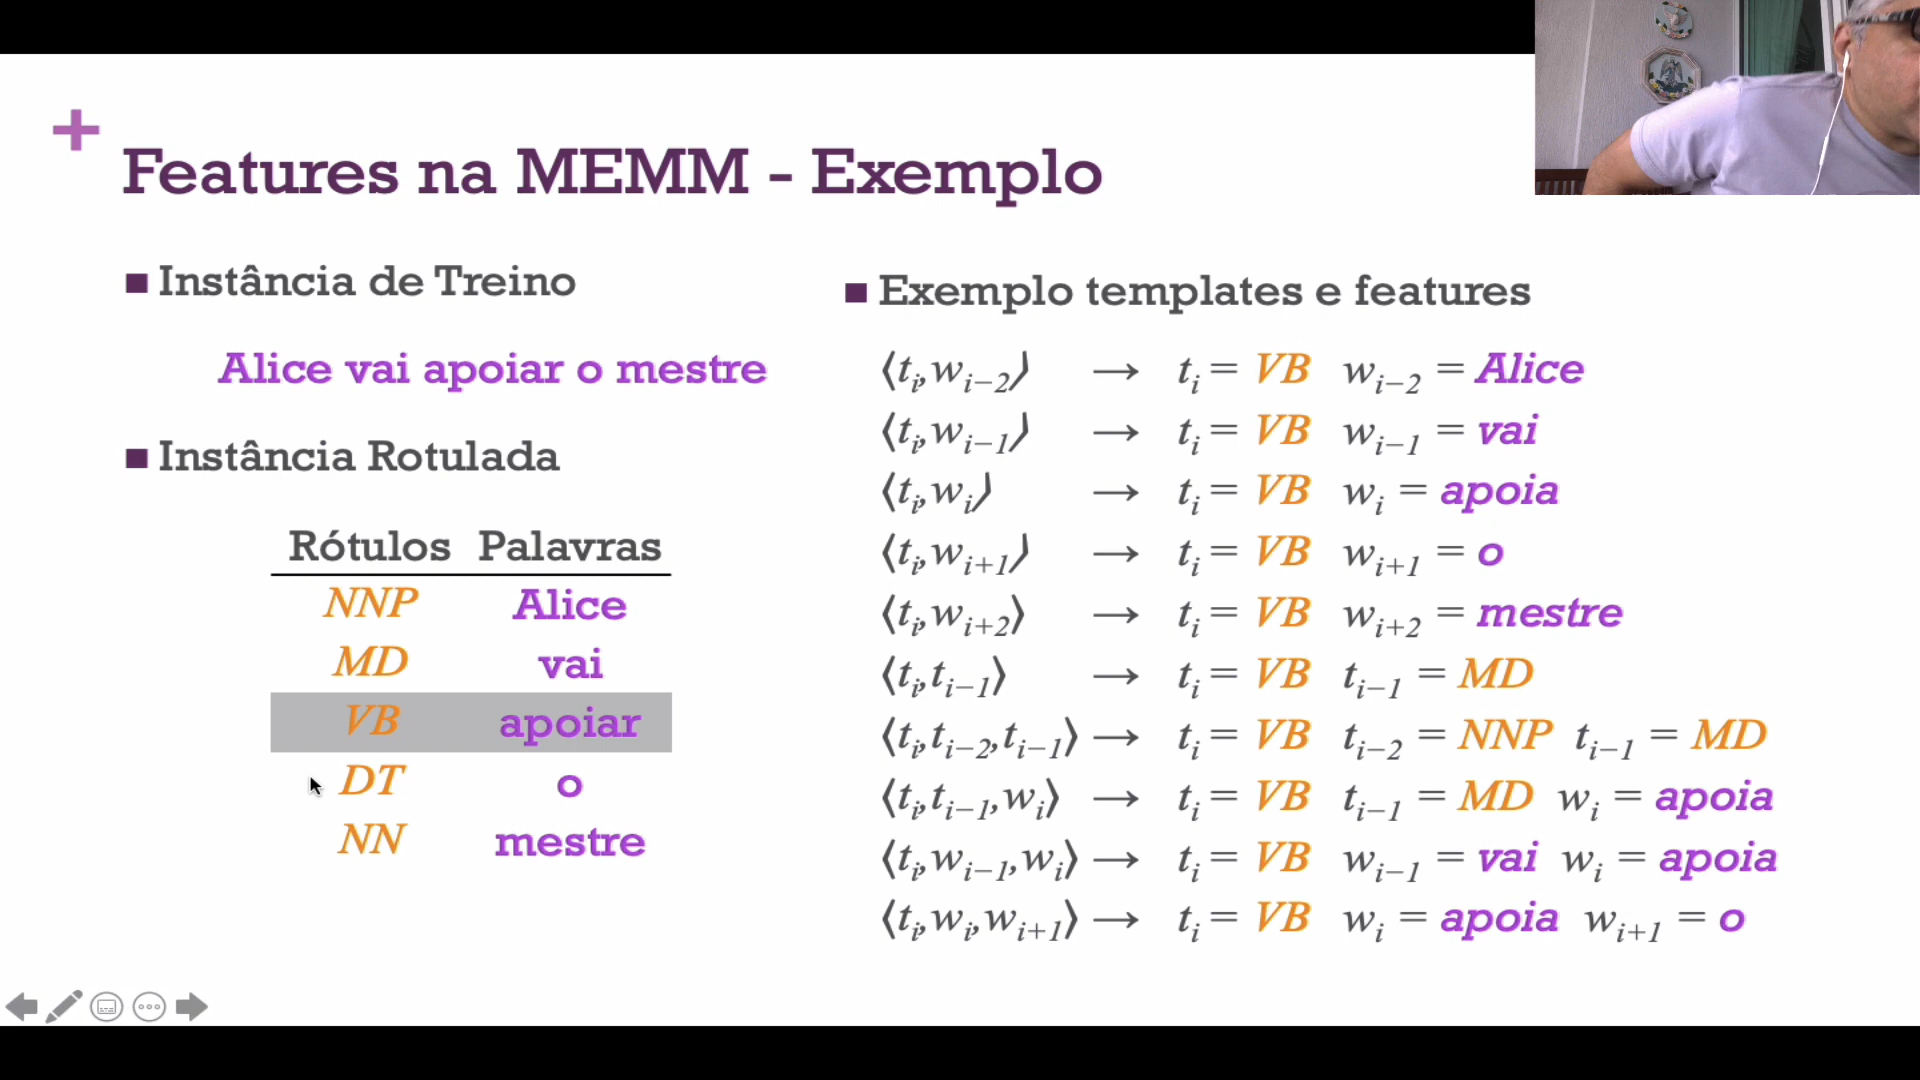 +
Features na MEMM - Exemplo
■ Instância de Treino
Alice vai apoiar o mestre
■ Instância Rotulada
Rótulos Palavras
NNP Alice
MD vai
VB apoiar
DT o
NN mestre
■ Exemplo templates e features
⟨t_i,w_{i−2}⟩ → t_i = VB w_{i−2} = Alice
⟨t_i,w_{i−1}⟩ → t_i = VB w_{i−1} = vai
⟨t_i,w_i⟩ → t_i = VB w_i = apoia
⟨t_i,w_{i+1}⟩ → t_i = VB w_{i+1} = o
⟨t_i,w_{i+2}⟩ → t_i = VB w_{i+2} = mestre
⟨t_i,t_{i−1}⟩ → t_i = VB t_{i−1} = MD
⟨t_i,t_{i−2},t_{i−1}⟩ → t_i = VB t_{i−2} = NNP t_{i−1} = MD
⟨t_i,t_{i−1},w_i⟩ → t_i = VB t_{i−1} = MD w_i = apoia
⟨t_i,w_{i−1},w_i⟩ → t_i = VB w_{i−1} = vai w_i = apoia
⟨t_i,w_i,w_{i+1}⟩ → t_i = VB w_i = apoia w_{i+1} = o